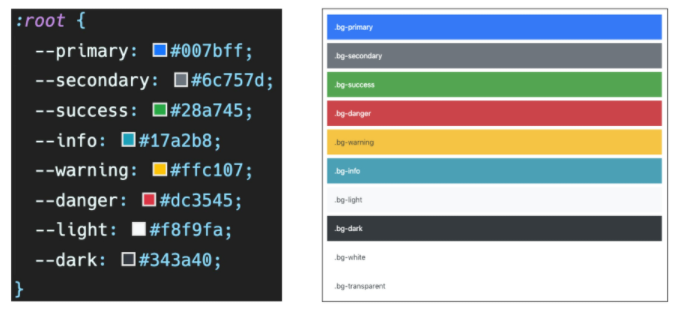 :root {
--primary: #007bff;
--secondary: #6c757d;
--success: #28a745;
--info: #17a2b8;
--warning: #ffc107;
--danger: #dc3545;
--light: #f8f9fa;
--dark: #343a40;
}
.bg-primary
.bg-secondary
.bg-success
.bg-danger
.bg-warning
.bg-info
.bg-light
.bg-dark
.bg-white
.bg-transparent